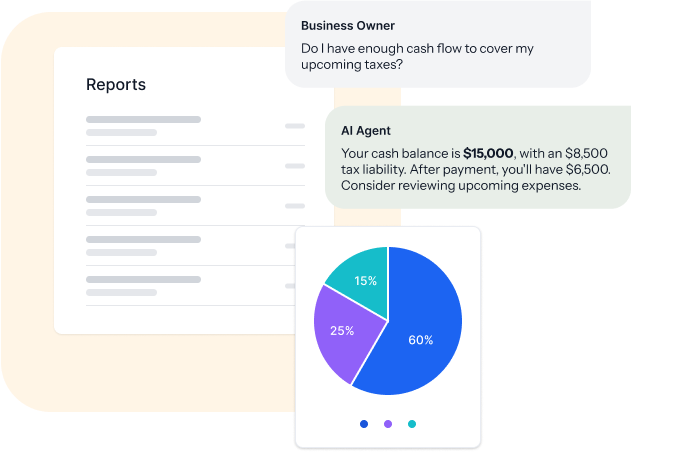 Business Owner
Do I have enough cash flow to cover my
upcoming taxes?
Reports
AI Agent
Your cash balance is $15,000, with an $8,500
tax liability. After payment, you'll have $6,500.
Consider reviewing upcoming expenses.
15%
25%
60%